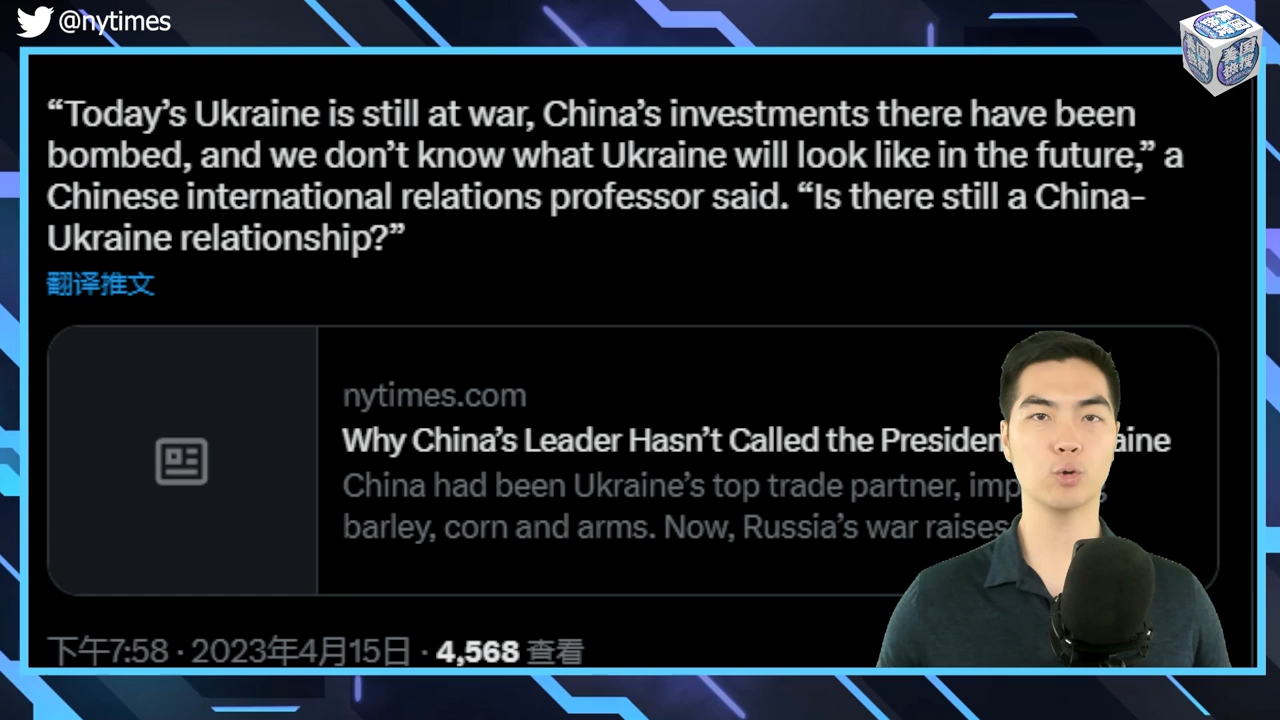 @nytimes
“Today’s Ukraine is still at war, China’s investments there have been
bombed, and we don’t know what Ukraine will look like in the future,” a
Chinese international relations professor said. “Is there still a China-
Ukraine relationship?”
翻译推文
nytimes.com
Why China’s Leader Hasn’t Called the Presiden aine
China had been Ukraine’s top trade partner,
barley, corn and arms. Now, Russia’s war raises
下午7:58 · 2023年4月15日 · 4,568 查看